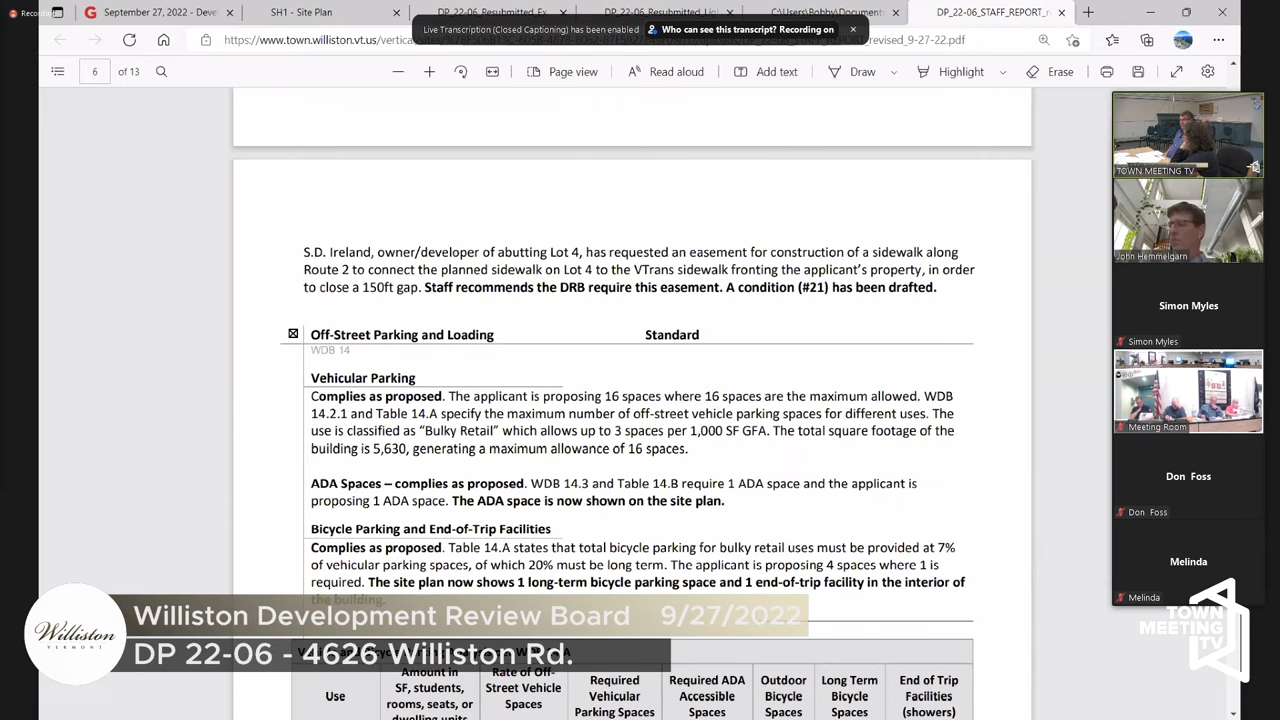 Recording
September 27, 2022 - Deve
SH1 - Site Plan
DP_22-06_Resubmitted_Ex
DP_22-06_Resubmitted_Lig
C:\Users\Bobby\Documents
DP_22-06_STAFF_REPORT_r
Live Transcription (Closed Captioning) has been enabled
Who can see this transcript? Recording on
https://www.town.williston.vt.us/vertical
revised_9-27-22.pdf
6 of 13
Page view
Read aloud
Add text
Draw
Highlight
Erase
S.D. Ireland, owner/developer of abutting Lot 4, has requested an easement for construction of a sidewalk along
Route 2 to connect the planned sidewalk on Lot 4 to the VTrans sidewalk fronting the applicant's property, in order
to close a 150ft gap. Staff recommends the DRB require this easement. A condition (#21) has been drafted.
Off-Street Parking and Loading Standard
WDB 14
Vehicular Parking
Complies as proposed. The applicant is proposing 16 spaces where 16 spaces are the maximum allowed. WDB
14.2.1 and Table 14.A specify the maximum number of off-street vehicle parking spaces for different uses. The
use is classified as “Bulky Retail” which allows up to 3 spaces per 1,000 SF GFA. The total square footage of the
building is 5,630, generating a maximum allowance of 16 spaces.
ADA Spaces – complies as proposed. WDB 14.3 and Table 14.B require 1 ADA space and the applicant is
proposing 1 ADA space. The ADA space is now shown on the site plan.
Bicycle Parking and End-of-Trip Facilities
Complies as proposed. Table 14.A states that total bicycle parking for bulky retail uses must be provided at 7%
of vehicular parking spaces, of which 20% must be long term. The applicant is proposing 4 spaces where 1 is
required. The site plan now shows 1 long-term bicycle parking space and 1 end-of-trip facility in the interior of
the building.
Use
Amount in
SF, students,
rooms, seats, or
dwelling units
Rate of Off-
Street Vehicle
Spaces
Required
Vehicular
Parking Spaces
Required ADA
Accessible
Spaces
Outdoor
Bicycle
Spaces
Long Term
Bicycle
Spaces
End of Trip
Facilities
(showers)
TOWN MEETING TV
John Hemmelgarn
Simon Myles
Simon Myles
Meeting Room
Don Foss
Don Foss
Melinda
Melinda
Williston
VERMONT
Williston Development Review Board 9/27/2022
DP 22-06 - 4626 Williston Rd.
TOWN
MEETING
TV